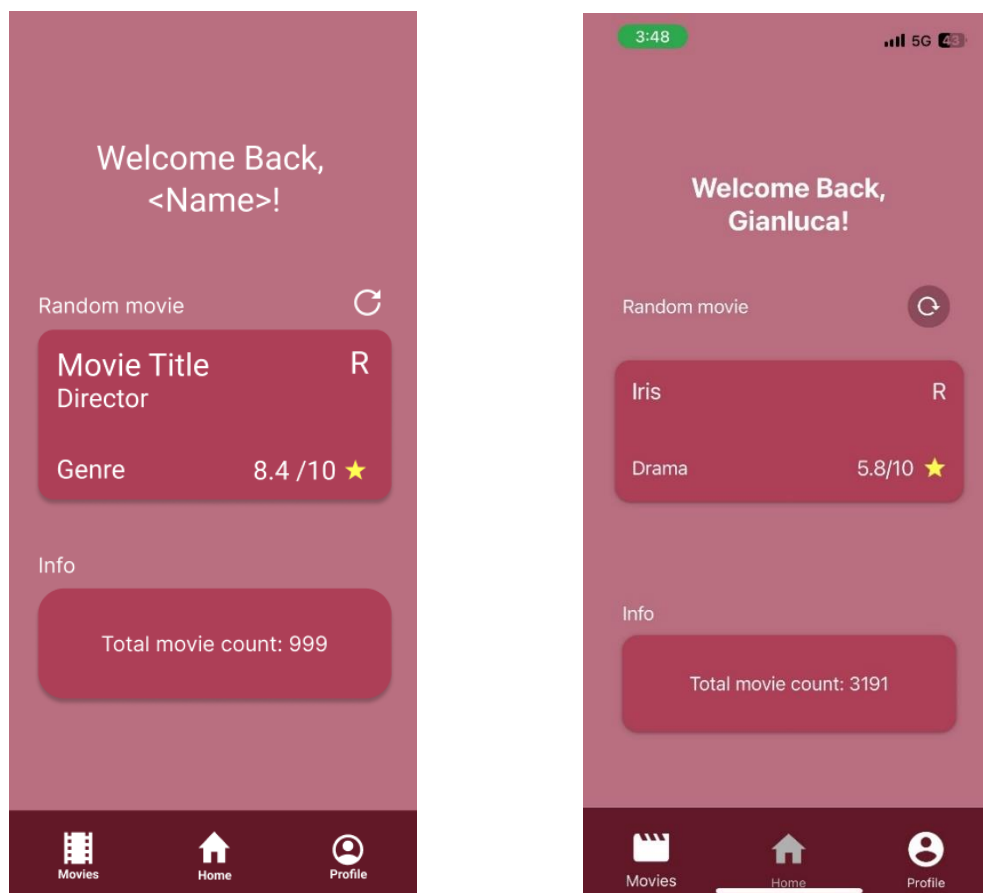 Welcome Back,
<Name>!
Random movie
Movie Title R
Director
Genre 8.4 /10
Info
Total movie count: 999
Movies Home Profile
3:48 5G 43
Welcome Back,
Gianluca!
Random movie
Iris R
Drama 5.8/10
Info
Total movie count: 3191
Movies Home Profile